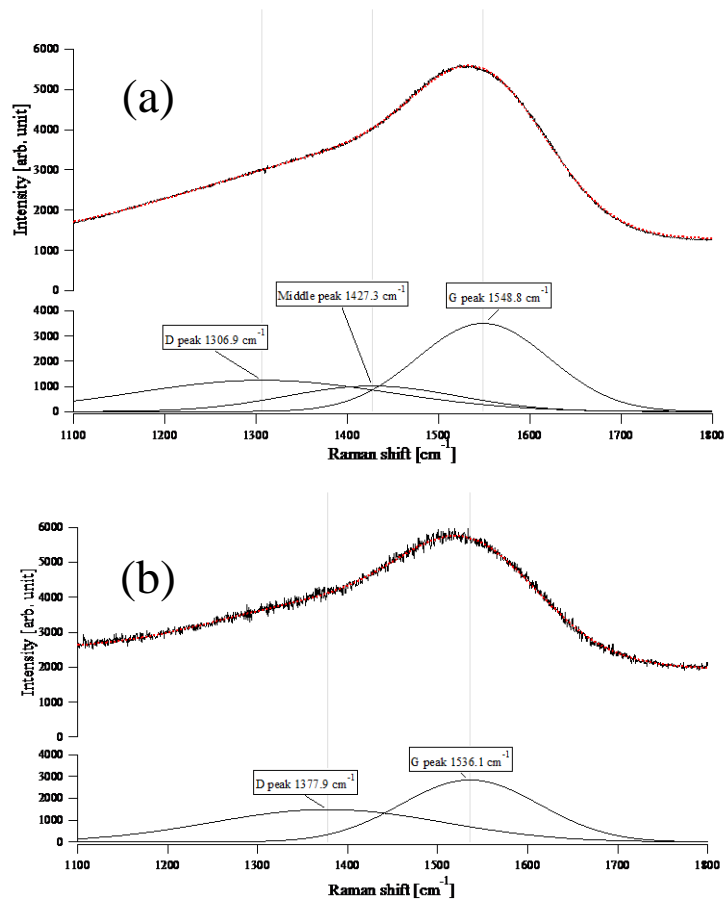 (a)
Intensity [arb. unit]
6000
5000
4000
3000
2000
1000
0
4000
3000
2000
1000
0
D peak 1306.9 cm⁻¹
Middle peak 1427.3 cm⁻¹
G peak 1548.8 cm⁻¹
1100 1200 1300 1400 1500 1600 1700 1800
Raman shift [cm⁻¹]
(b)
Intensity [arb. unit]
6000
5000
4000
3000
2000
1000
0
4000
3000
2000
1000
0
D peak 1377.9 cm⁻¹
G peak 1536.1 cm⁻¹
1100 1200 1300 1400 1500 1600 1700 1800
Raman shift [cm⁻¹]